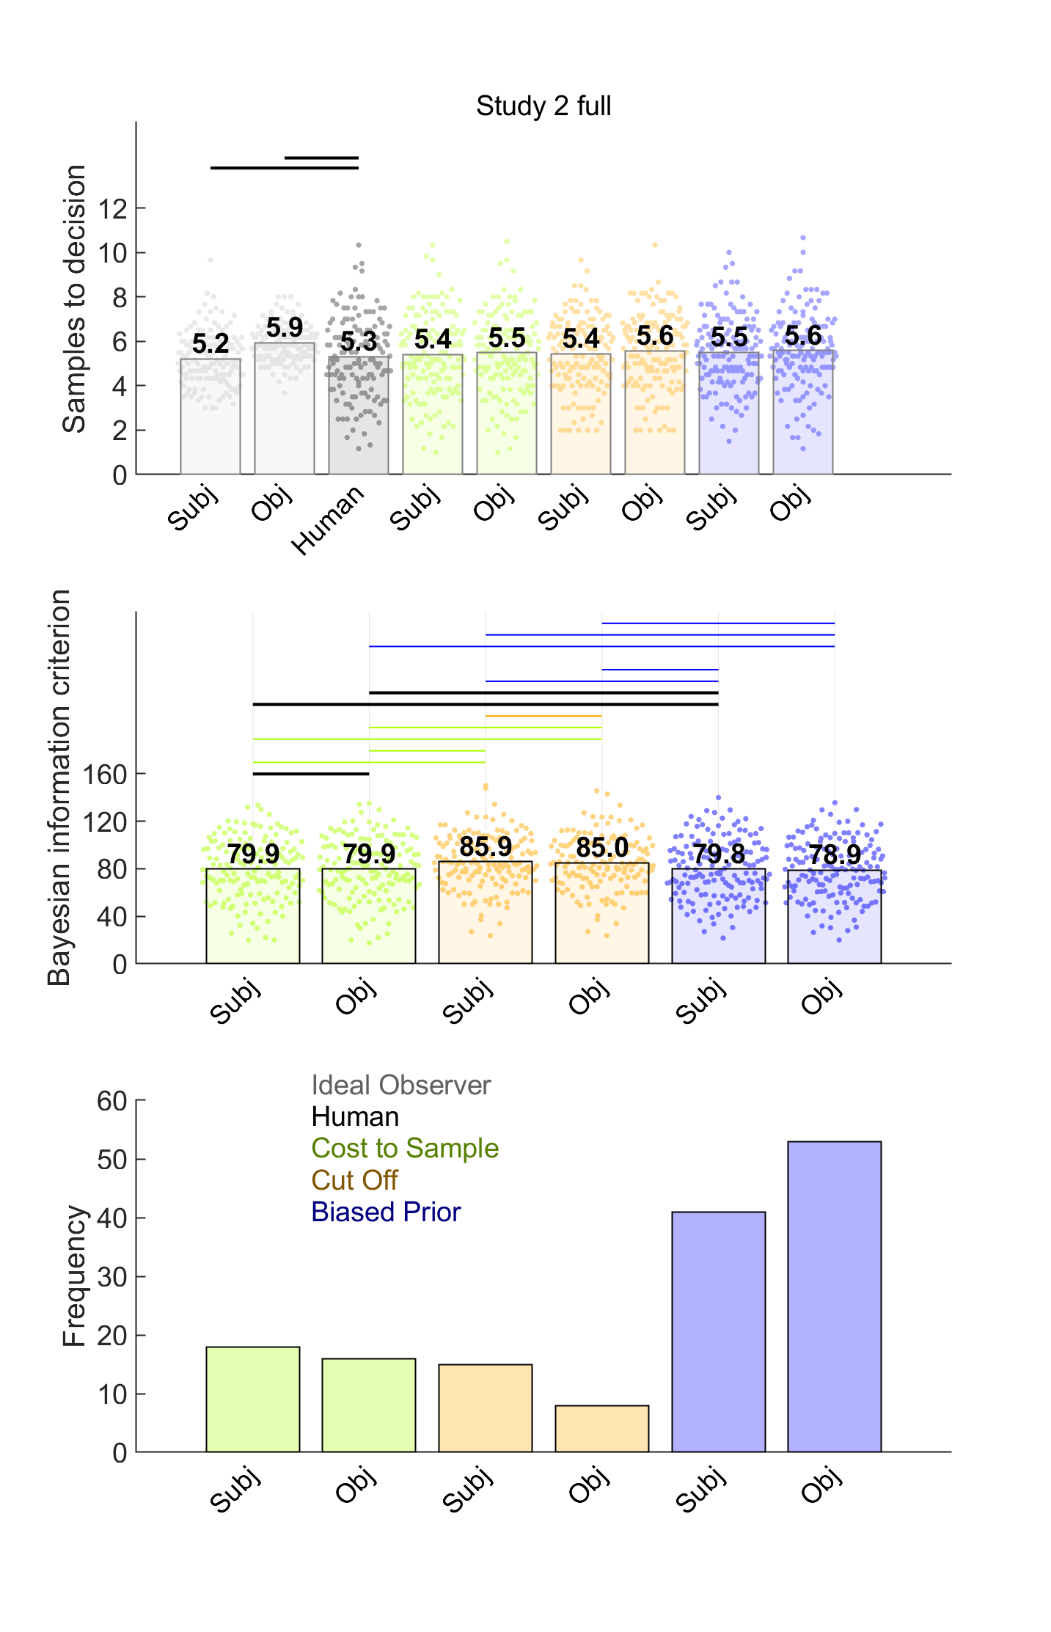 Study 2 full
Samples to decision
12
10
8
6
4
2
0
5.2
5.9
5.3
5.4
5.5
5.4
5.6
5.5
5.6
Subj
Obj
Human
Subj
Obj
Subj
Obj
Subj
Obj
Bayesian information criterion
160
120
80
40
0
79.9
79.9
85.9
85.0
79.8
78.9
Subj
Obj
Subj
Obj
Subj
Obj
Ideal Observer
Human
Cost to Sample
Cut Off
Biased Prior
Frequency
60
50
40
30
20
10
0
Subj
Obj
Subj
Obj
Subj
Obj